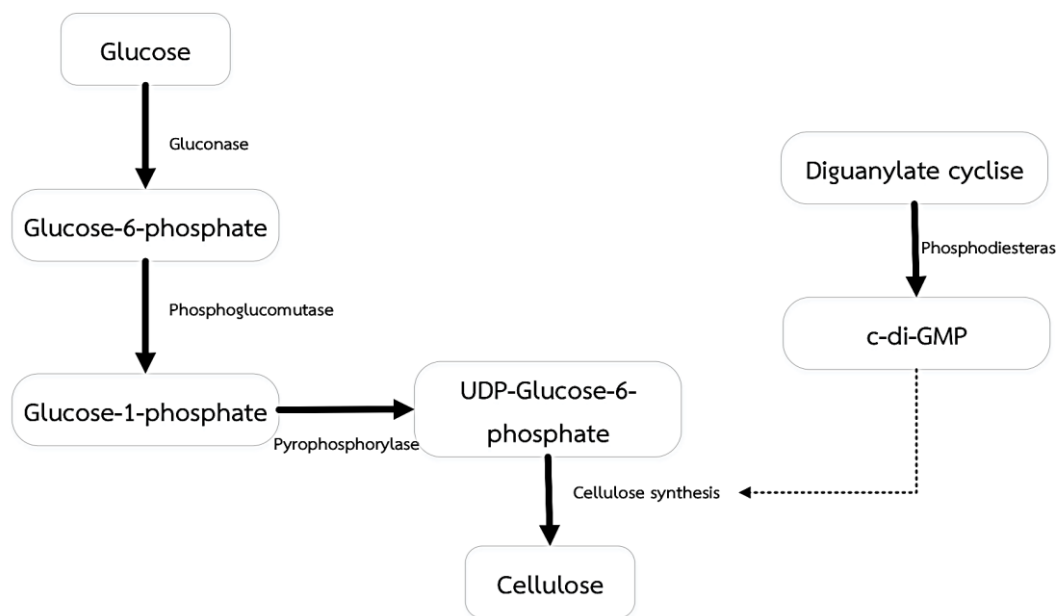 Glucose
Gluconase
Diguanylate cyclise
Glucose-6-phosphate
Phosphodiesteras
Phosphoglucomutase
c-di-GMP
Glucose-1-phosphate
Pyrophosphorylase
UDP-Glucose-6-
phosphate
Cellulose synthesis
Cellulose